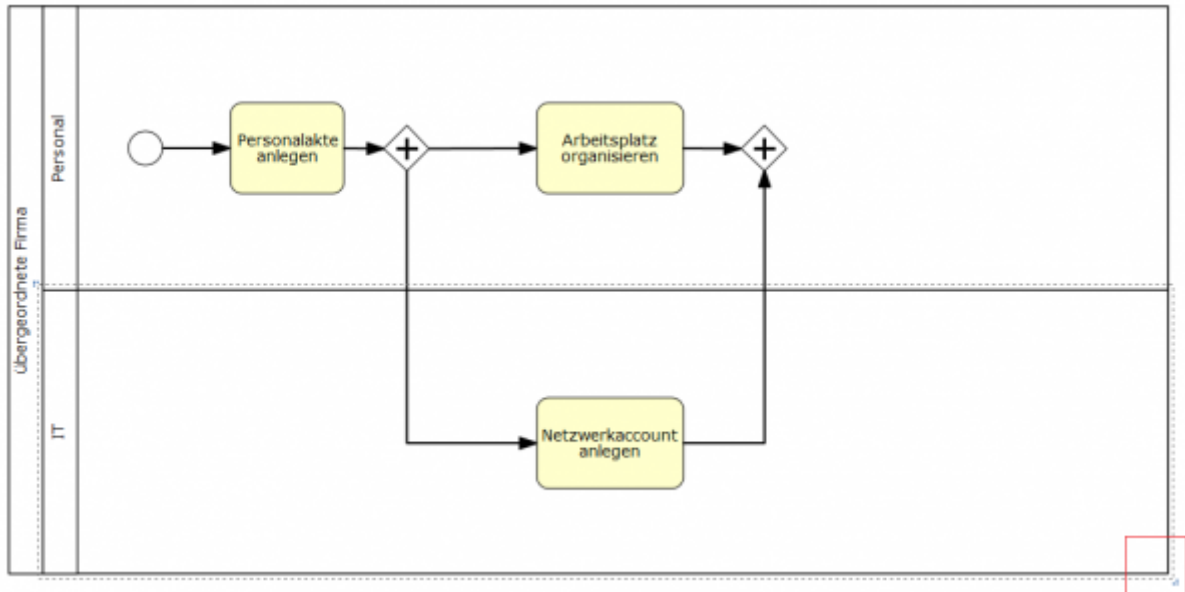 übergeordnete Firma
Personal
Personalakte
anlegen
Arbeitsplatz
organisieren
IT
Netzwerkaccount
anlegen